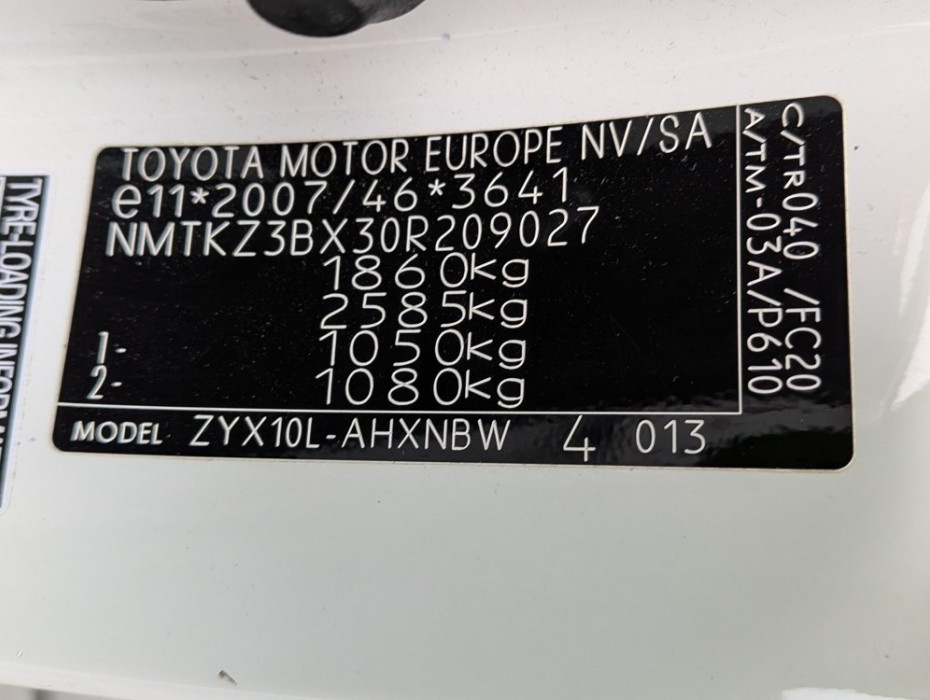 TOYOTA MOTOR EUROPE NV/SA
e11*2007/46*3641
NMTKZ3BX30R209027
1860kg
2585kg
1- 1050kg
2- 1080kg
MODEL ZYX10L-AHXNBW 4 013
C/TR040 /FC20
A/TM-03A/P610
TYRE-LOADING